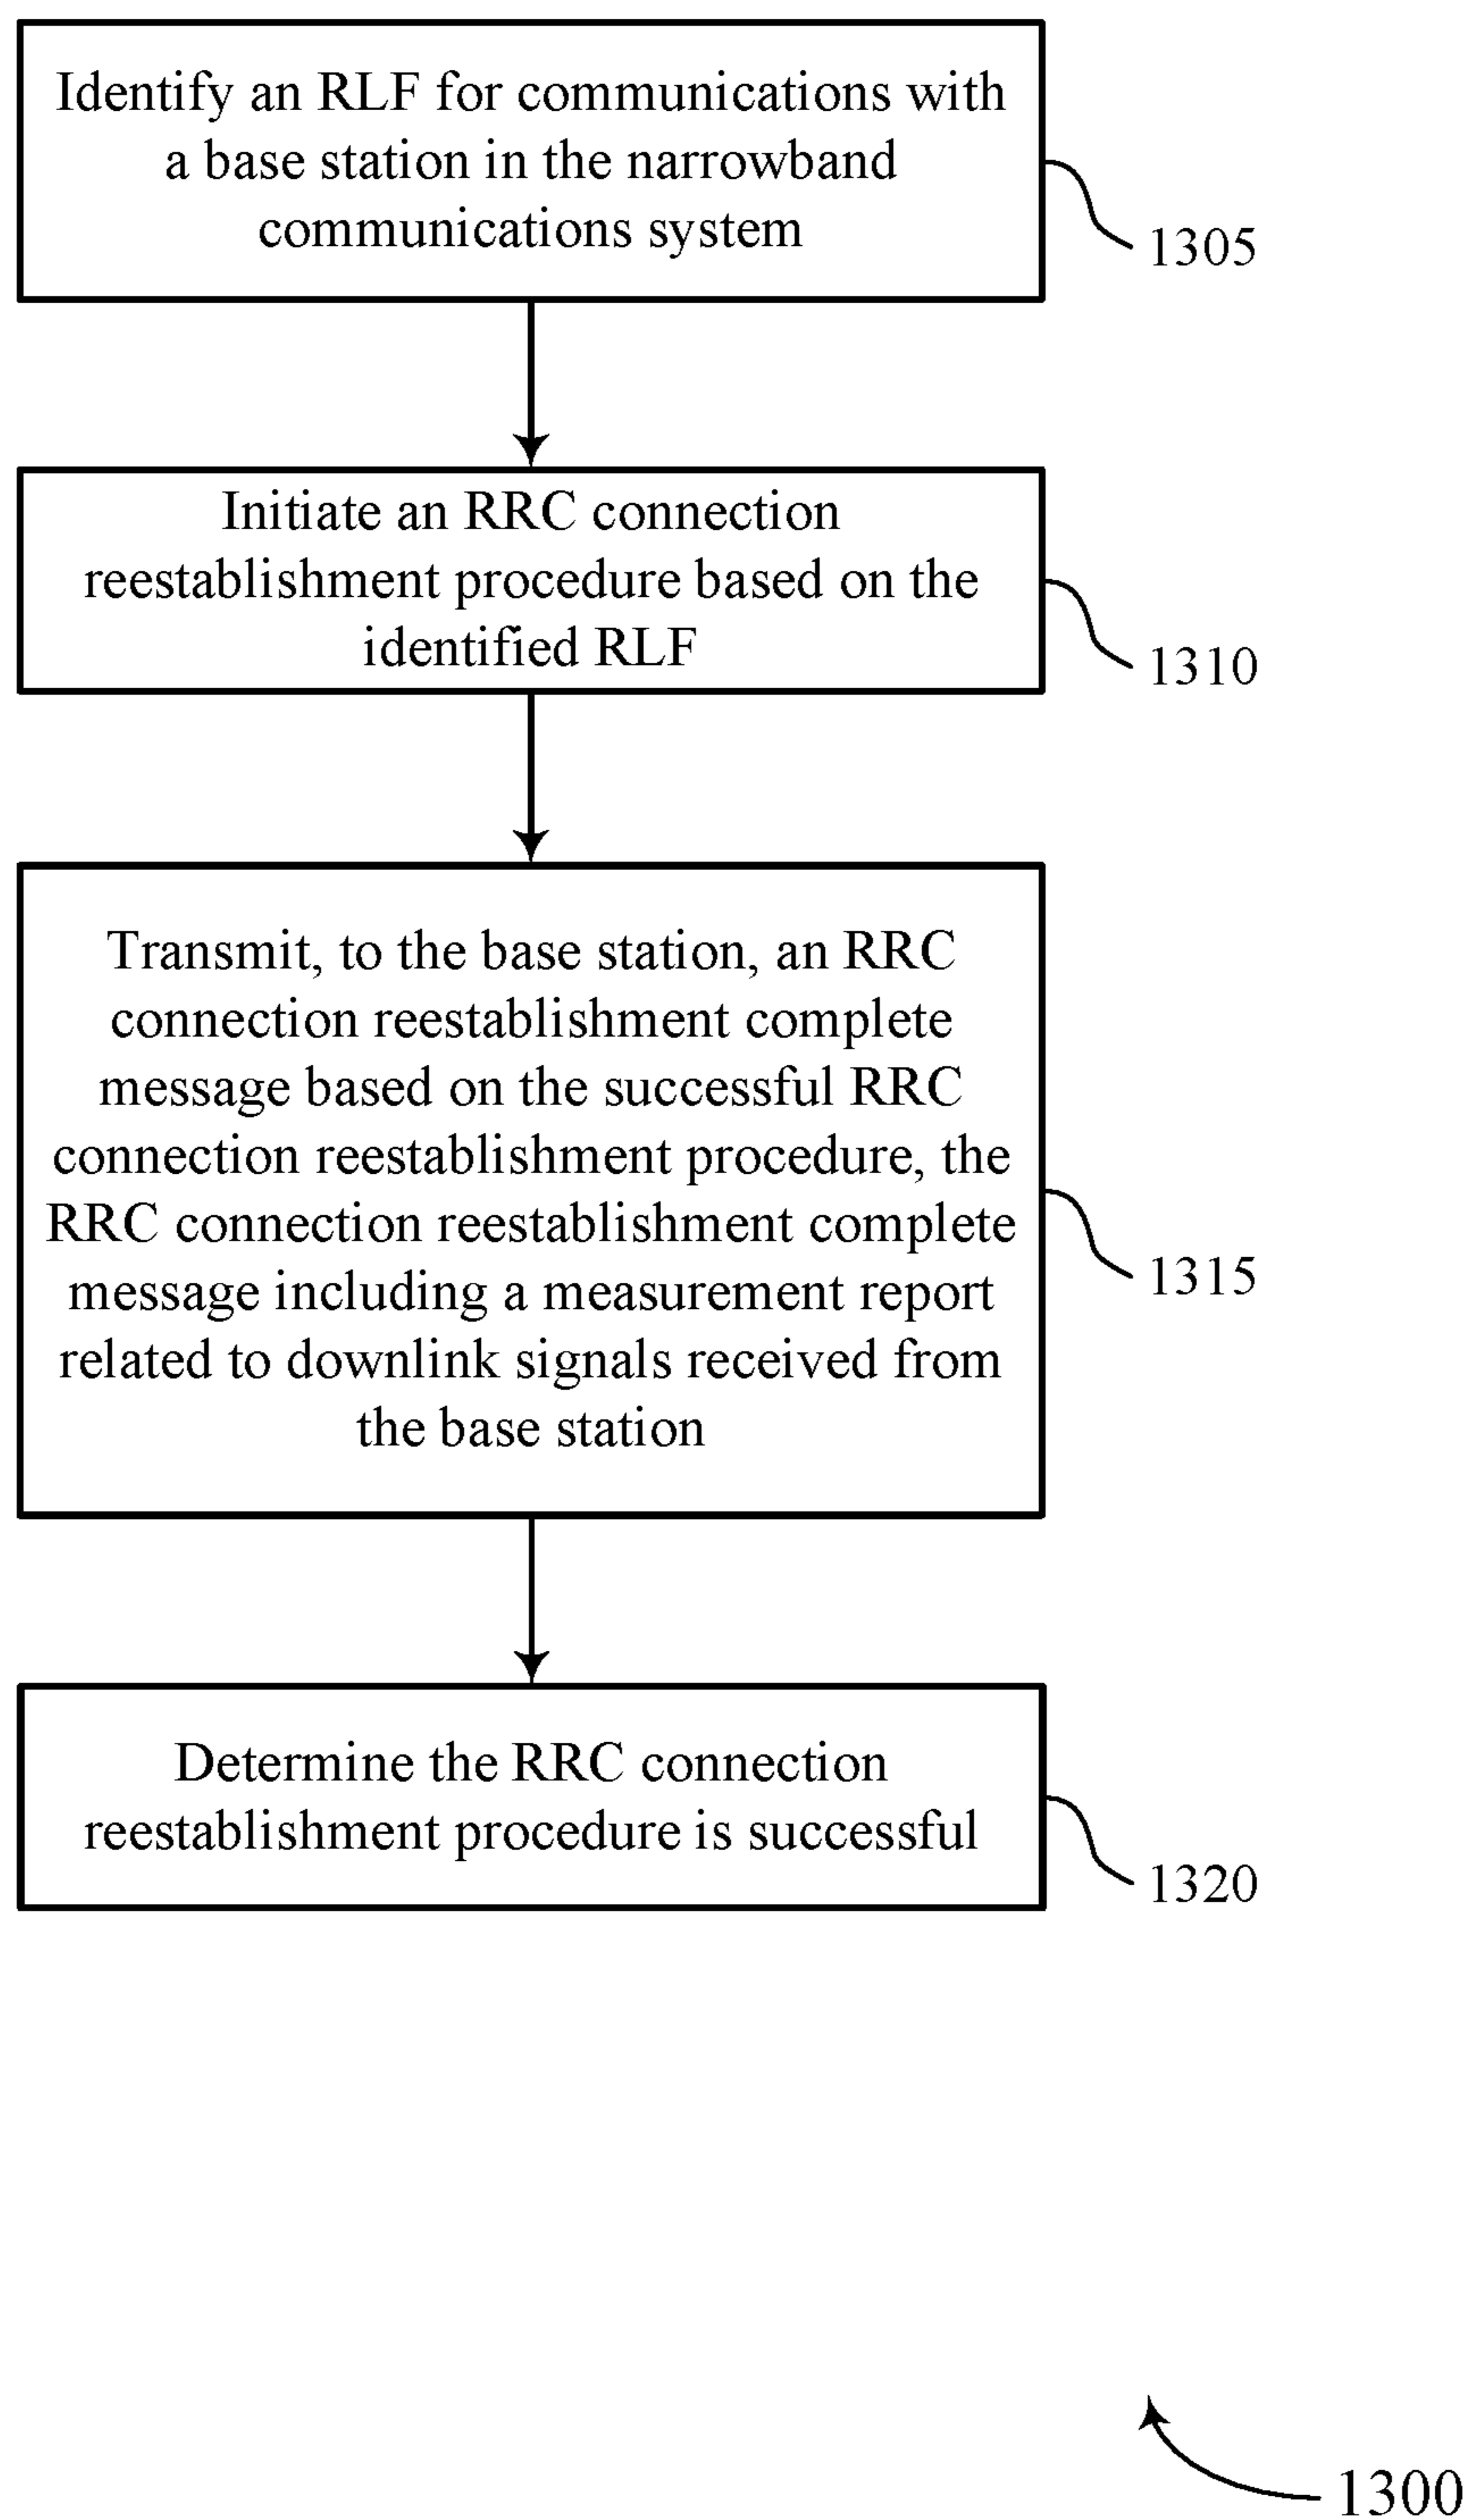 Identify an RLF for communications with
a base station in the narrowband
communications system
1305
Initiate an RRC connection
reestablishment procedure based on the
identified RLF
1310
Transmit, to the base station, an RRC
connection reestablishment complete
message based on the successful RRC
connection reestablishment procedure, the
RRC connection reestablishment complete
message including a measurement report
related to downlink signals received from
the base station
1315
Determine the RRC connection
reestablishment procedure is successful
1320
1300